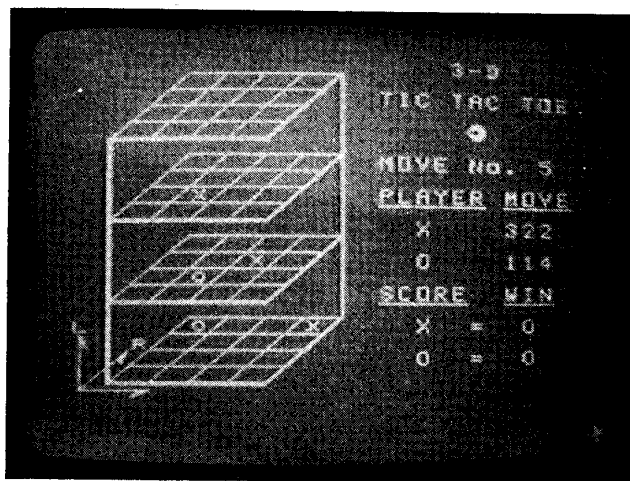 3-D
TIC TAC TOE
MOVE No. 5
PLAYER MOVE
X 322
O 114
SCORE WIN
X = 0
O = 0
X
X
O
O X
L
R